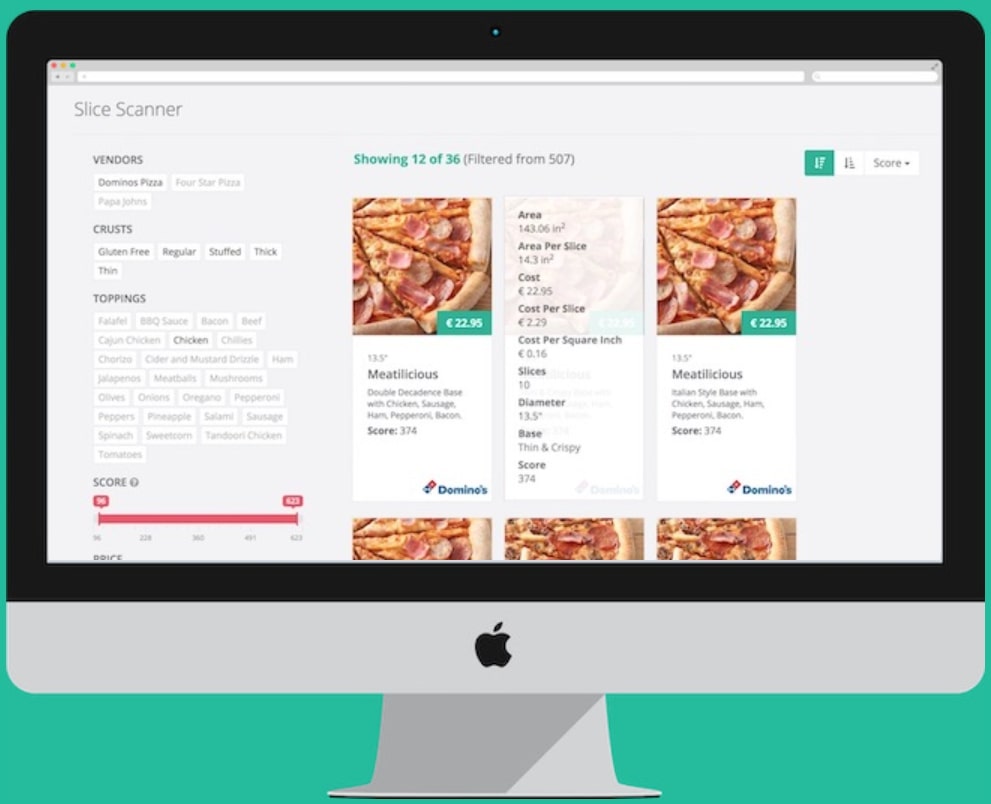 Slice Scanner
VENDORS
Dominos Pizza Four Star Pizza
Papa Johns
CRUSTS
Gluten Free Regular Stuffed Thick
Thin
TOPPINGS
Falafel BBQ Sauce Bacon Beef
Cajun Chicken Chicken Chillies
Chorizo Cider and Mustard Drizzle Ham
Jalapenos Meatballs Mushrooms
Olives Onions Oregano Pepperoni
Peppers Pineapple Salami Sausage
Spinach Sweetcorn Tandoori Chicken
Tomatoes
SCORE
96 623
96 228 360 491 623
PRICE
Showing 12 of 36 (Filtered from 507)
Score
€ 22.95
13.5"
Meatilicious
Double Decadence Base
with Chicken, Sausage,
Ham, Pepperoni, Bacon.
Score: 374
Domino's
Area
143.06 in²
Area Per Slice
14.3 in²
Cost
€ 22.95
Cost Per Slice
€ 2.29
€ 22.95
Cost Per Square Inch
€ 0.16
Slices
10
Diameter
13.5"
Base
Thin & Crispy
Score
374
Domino's
€ 22.95
13.5"
Meatilicious
Italian Style Base with
Chicken, Sausage, Ham,
Pepperoni, Bacon.
Score: 374
Domino's